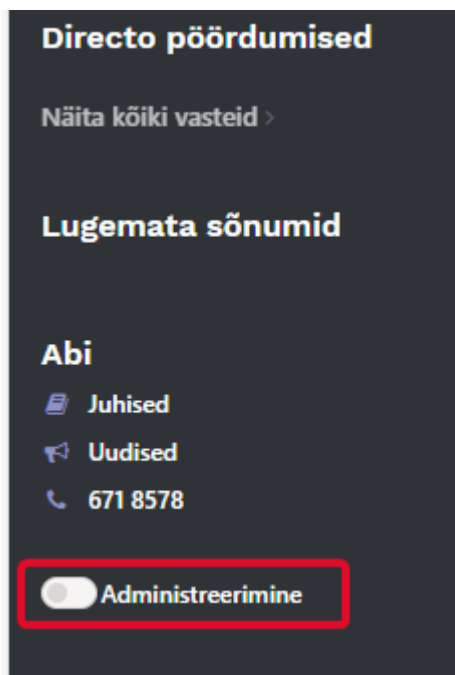 Directo pöördumised
Näita kõiki vasteid >
Lugemata sõnumid
Abi
Juhised
Uudised
671 8578
Administreerimine